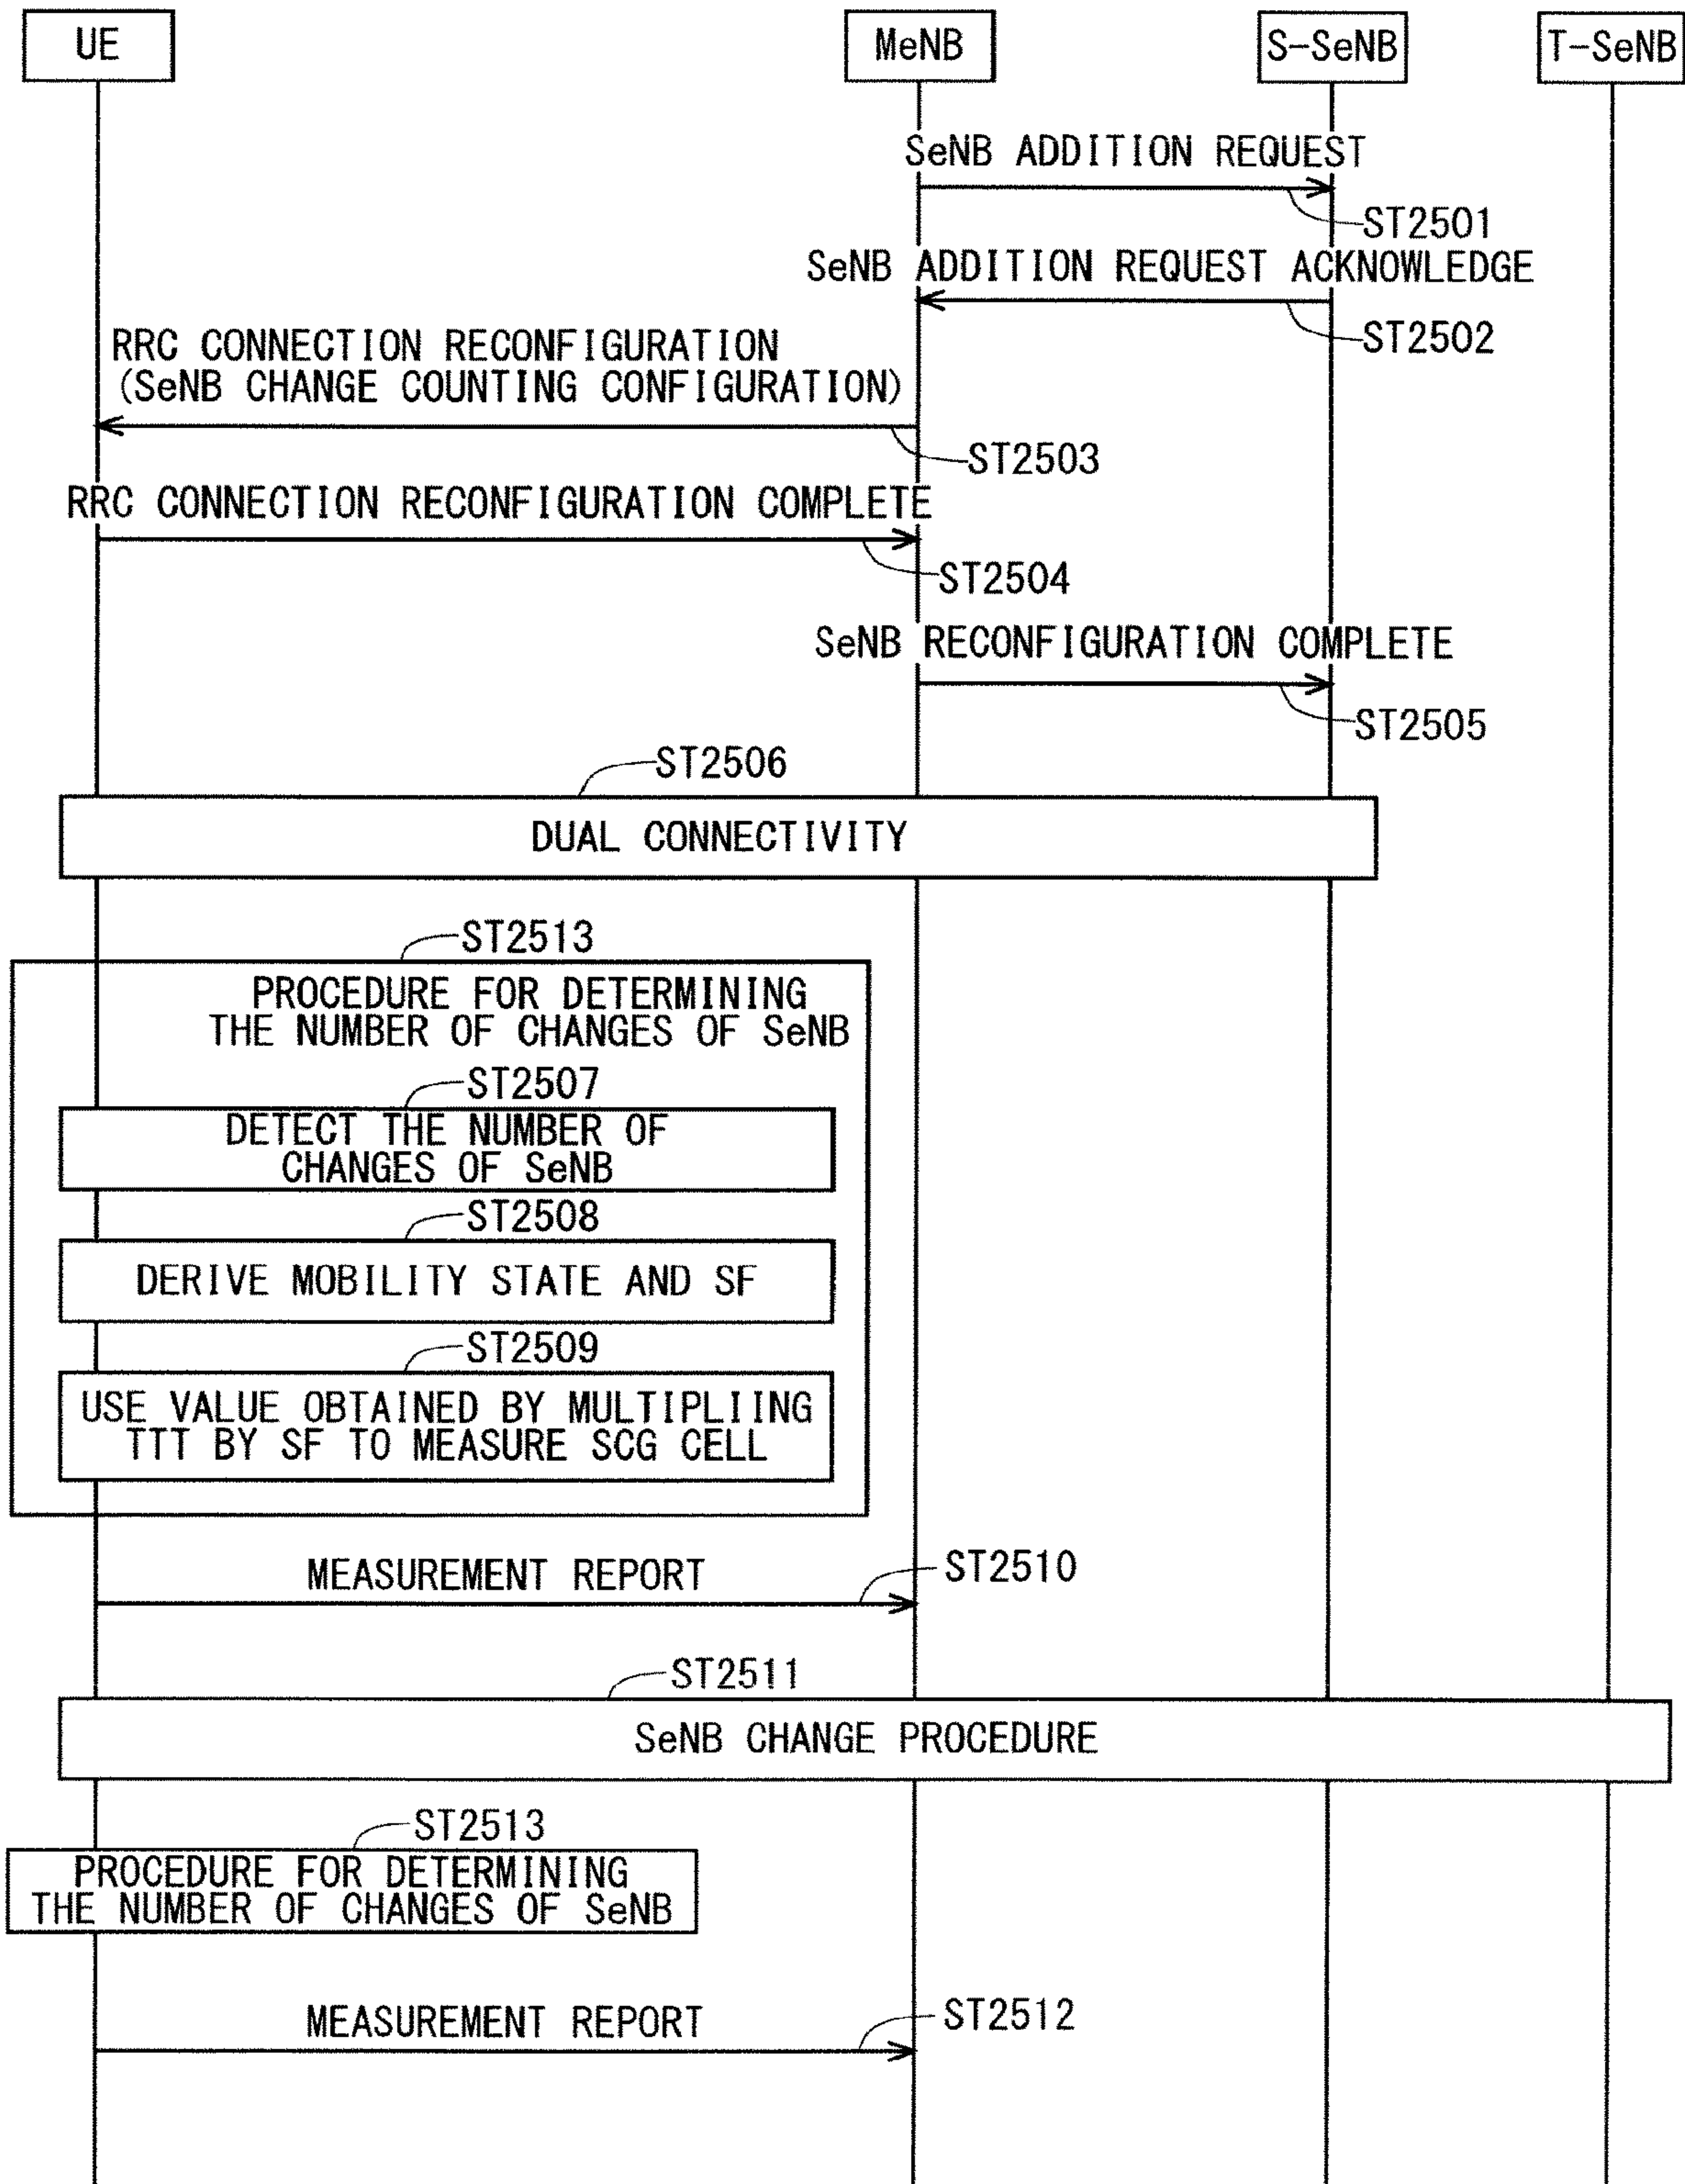 UE
MeNB
S-SeNB
T-SeNB
SeNB ADDITION REQUEST
ST2501
SeNB ADDITION REQUEST ACKNOWLEDGE
ST2502
RRC CONNECTION RECONFIGURATION
(SeNB CHANGE COUNTING CONFIGURATION)
ST2503
RRC CONNECTION RECONFIGURATION COMPLETE
ST2504
SeNB RECONFIGURATION COMPLETE
ST2505
ST2506
DUAL CONNECTIVITY
ST2513
PROCEDURE FOR DETERMINING
THE NUMBER OF CHANGES OF SeNB
ST2507
DETECT THE NUMBER OF
CHANGES OF SeNB
ST2508
DERIVE MOBILITY STATE AND SF
ST2509
USE VALUE OBTAINED BY MULTIPLIING
TTT BY SF TO MEASURE SCG CELL
MEASUREMENT REPORT
ST2510
ST2511
SeNB CHANGE PROCEDURE
ST2513
PROCEDURE FOR DETERMINING
THE NUMBER OF CHANGES OF SeNB
MEASUREMENT REPORT
ST2512